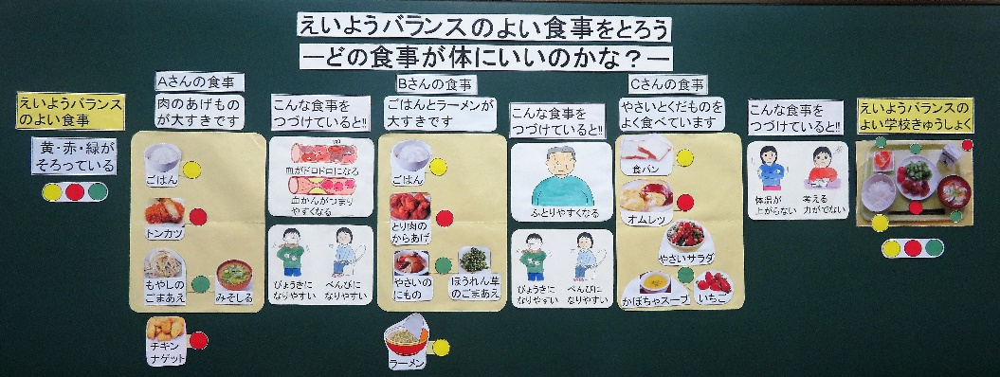 えいようバランスのよい食事をとろう
―どの食事が体にいいのかな？―
えいようバランス
のよい食事
黄・赤・緑が
そろっている
Aさんの食事
肉のあげもの
が大すきです
ごはん
トンカツ
もやしの
ごまあえ
みそしる
チキン
ナゲット
こんな食事を
つづけていると!!
血がドロドロになる
血かんがつまり
やすくなる
びょうきに
なりやすい
べんぴに
なりやすい
Bさんの食事
ごはんとラーメンが
大すきです
ごはん
とり肉の
からあげ
やさいの
にもの
ほうれん草
のごまあえ
ラーメン
こんな食事を
つづけていると!!
ふとりやすくなる
びょうきに
なりやすい
べんぴに
なりやすい
Cさんの食事
やさいとくだものを
よく食べています
食パン
オムレツ
やさいサラダ
かぼちゃスープ
いちご
こんな食事を
つづけていると!!
体温が
上がらない
考える
力がでない
えいようバランスの
よい学校きゅうしょく